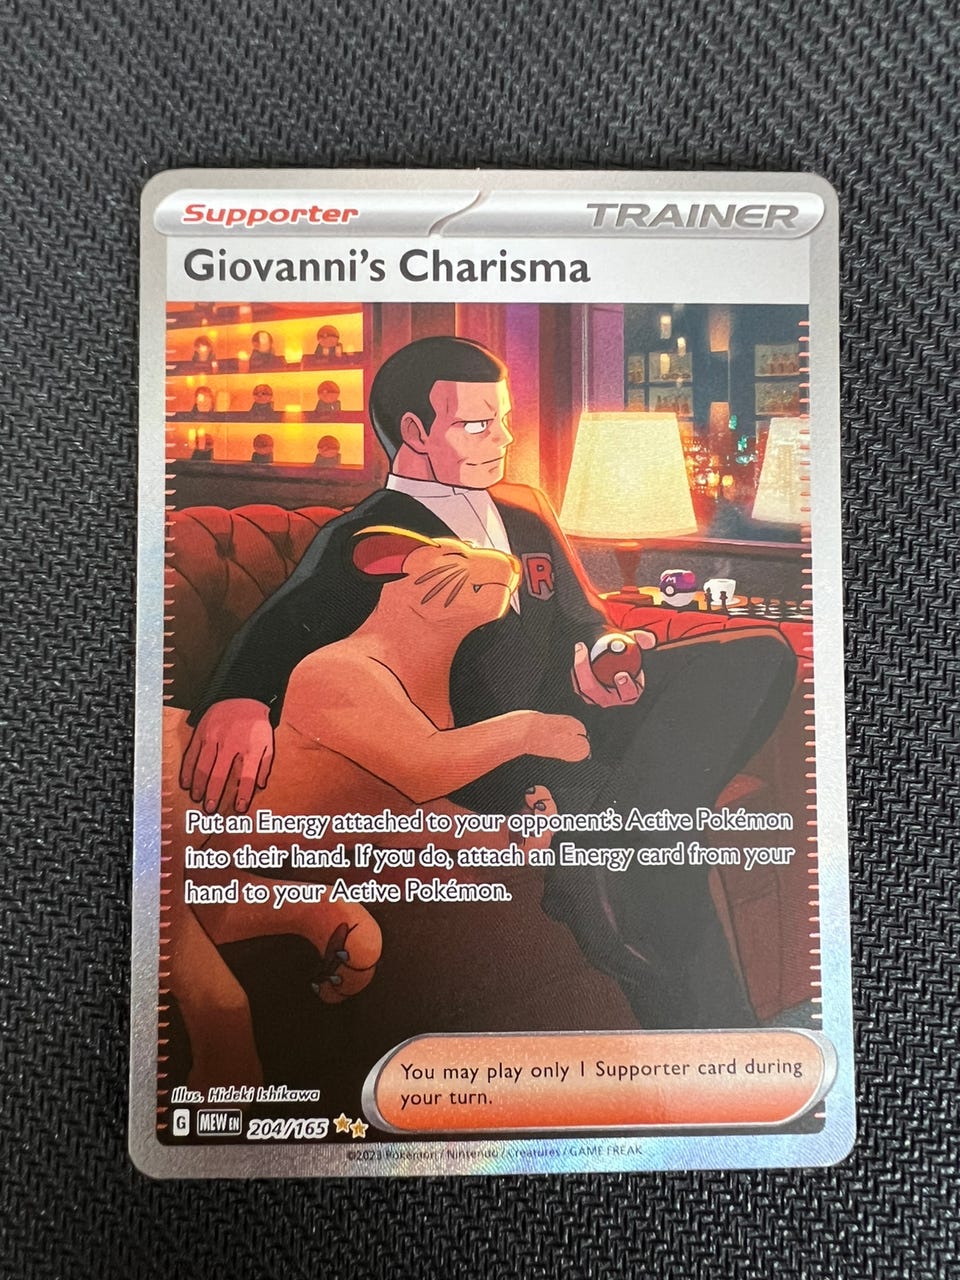 Supporter TRAINER
Giovanni's Charisma
R
M
Put an Energy attached to your opponent's Active Pokémon
into their hand. If you do, attach an Energy card from your
hand to your Active Pokémon.
You may play only 1 Supporter card during
your turn.
Illus. Hideki Ishikawa
G MEW EN 204/165
©2023 Pokémon / Nintendo / Creatures / GAME FREAK